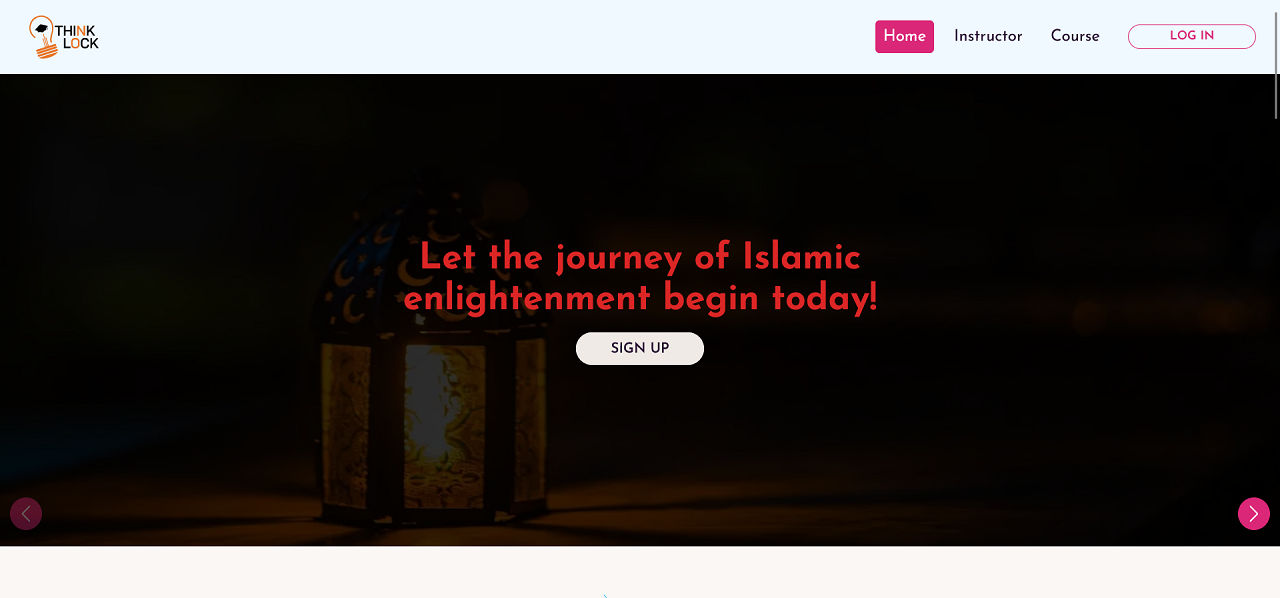 THINK
LOCK
Home
Instructor
Course
LOG IN
Let the journey of Islamic
enlightenment begin today!
SIGN UP